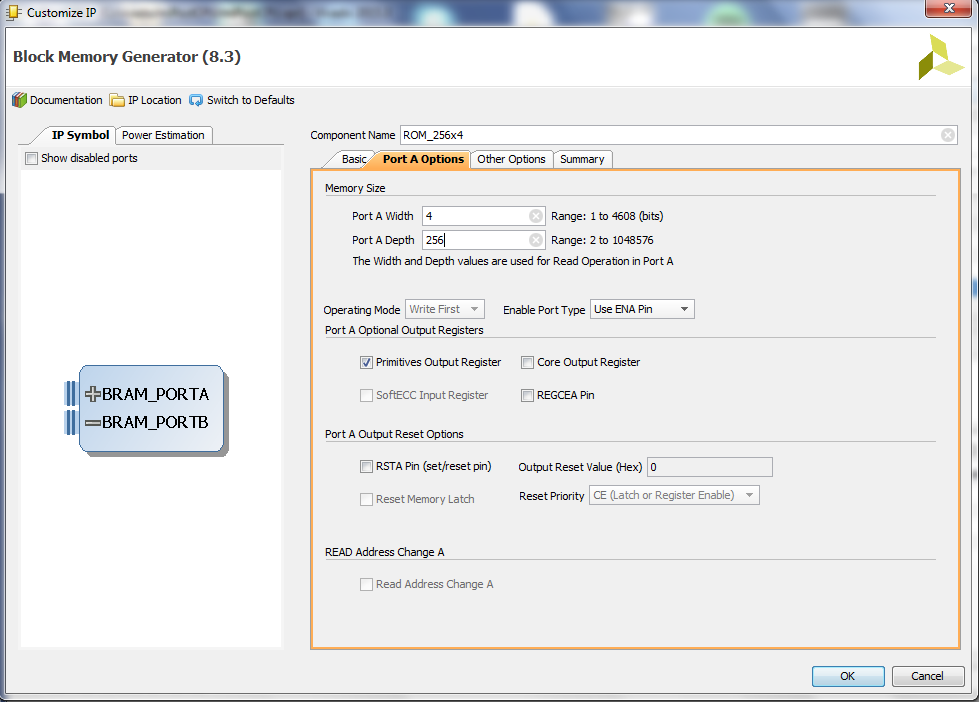 Customize IP
Block Memory Generator (8.3)
Documentation IP Location Switch to Defaults
IP Symbol Power Estimation
Show disabled ports
BRAM_PORTA
BRAM_PORTB
Component Name ROM_256x4
Basic Port A Options Other Options Summary
Memory Size
Port A Width 4 Range: 1 to 4608 (bits)
Port A Depth 256 Range: 2 to 1048576
The Width and Depth values are used for Read Operation in Port A
Operating Mode Write First Enable Port Type Use ENA Pin
Port A Optional Output Registers
Primitives Output Register Core Output Register
SoftECC Input Register REGCEA Pin
Port A Output Reset Options
RSTA Pin (set/reset pin) Output Reset Value (Hex) 0
Reset Memory Latch Reset Priority CE (Latch or Register Enable)
READ Address Change A
Read Address Change A
OK Cancel